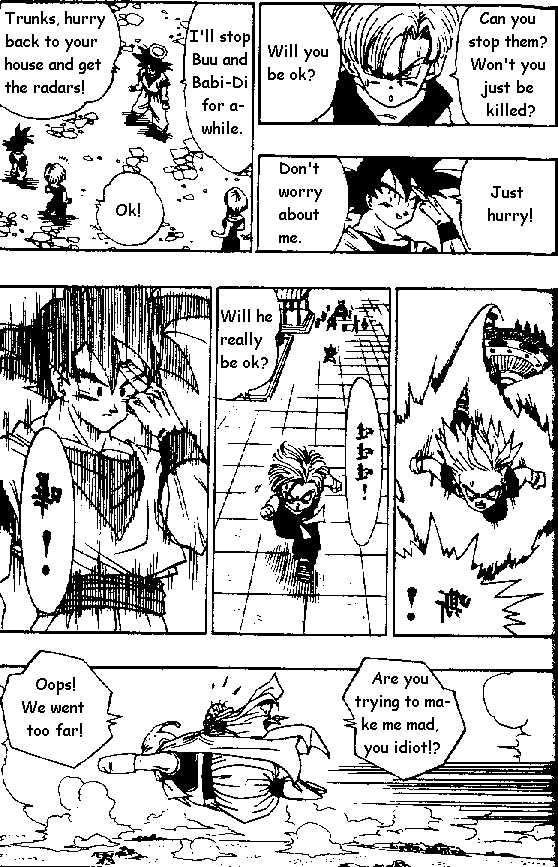 Trunks, hurry
back to your
house and get
the radars!
I'll stop
Buu and
Babi-Di
for a-
while.
Ok!
Will you
be ok?
Can you
stop them?
Won't you
just be
killed?
Don't
worry
about
me.
Just
hurry!
Will he
really
be ok?
Oops!
We went
too far!
Are you
trying to ma-
ke me mad,
you idiot!?